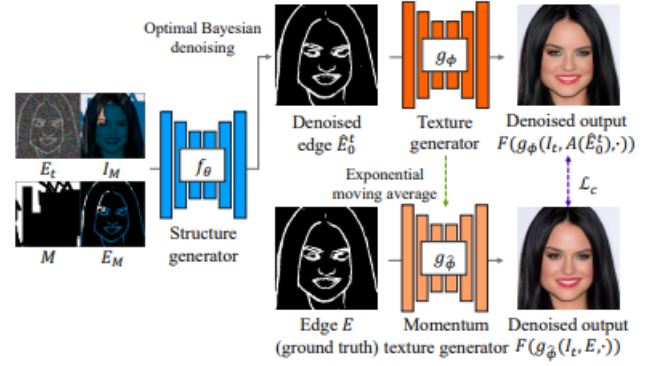 Optimal Bayesian
denoising
g_ϕ
Denoised
edge Ê_0^t
Texture
generator
Denoised output
F(g_ϕ(I_t, A(Ê_0^t),·))
E_t
I_M
f_θ
M
E_M
Structure
generator
Exponential
moving average
ℒ_c
g_ϕ̂
Edge E
(ground truth)
Momentum
texture generator
Denoised output
F(g_ϕ̂(I_t, E,·))